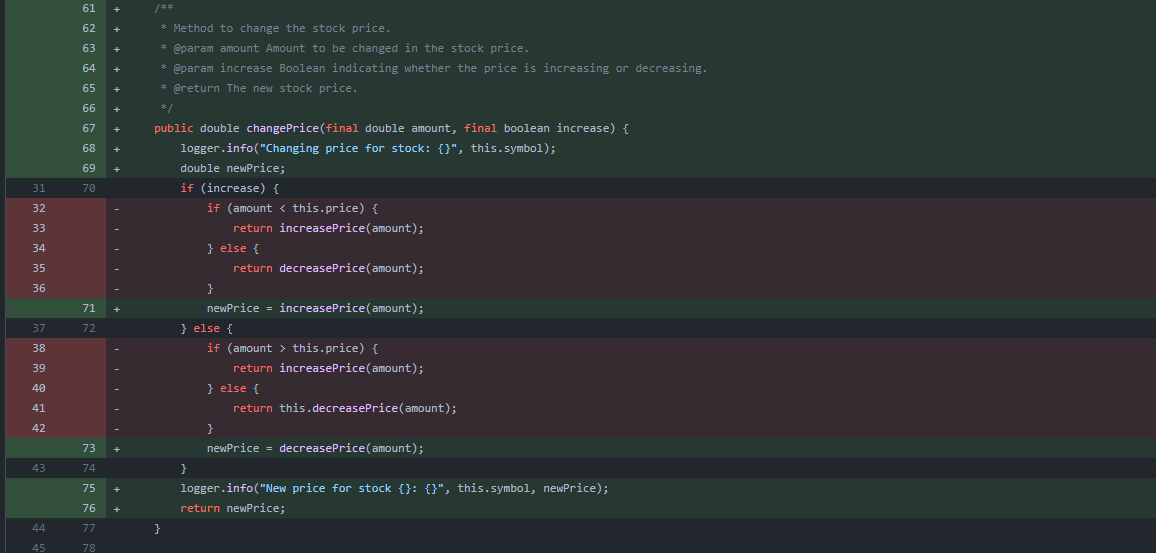 61 + /**
62 + * Method to change the stock price.
63 + * @param amount Amount to be changed in the stock price.
64 + * @param increase Boolean indicating whether the price is increasing or decreasing.
65 + * @return The new stock price.
66 + */
67 + public double changePrice(final double amount, final boolean increase) {
68 + logger.info("Changing price for stock: {}", this.symbol);
69 + double newPrice;
31 70 if (increase) {
32 - if (amount < this.price) {
33 - return increasePrice(amount);
34 - } else {
35 - return decreasePrice(amount);
36 - }
71 + newPrice = increasePrice(amount);
37 72 } else {
38 - if (amount > this.price) {
39 - return increasePrice(amount);
40 - } else {
41 - return this.decreasePrice(amount);
42 - }
73 + newPrice = decreasePrice(amount);
43 74 }
75 + logger.info("New price for stock {}: {}", this.symbol, newPrice);
76 + return newPrice;
44 77 }
45 78